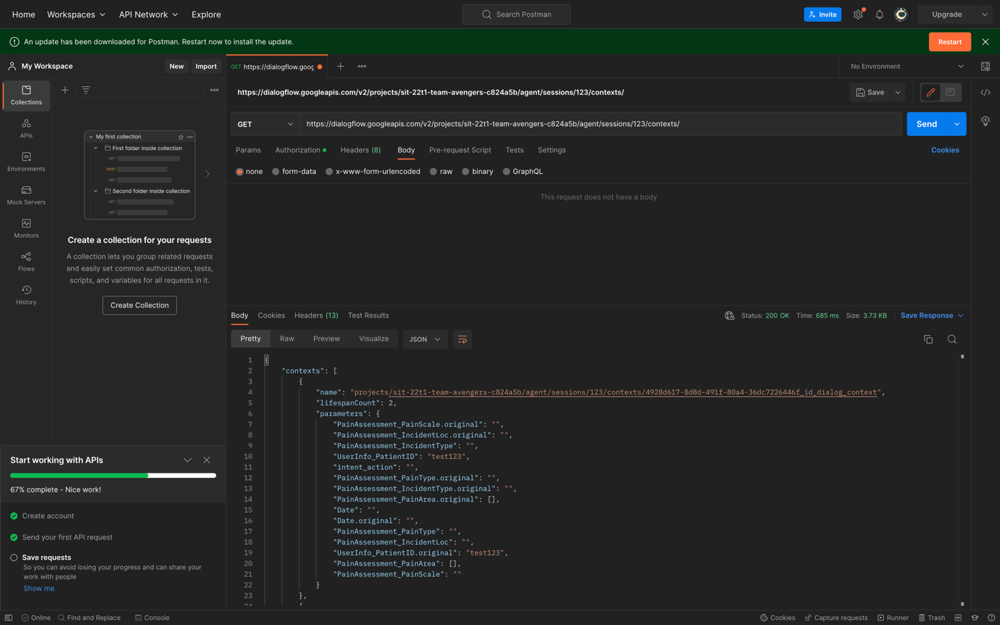 Home
Workspaces
API Network
Explore
Search Postman
Invite
Upgrade
An update has been downloaded for Postman. Restart now to install the update.
Restart
My Workspace
New
Import
GET https://dialogflow.goog
No Environment
Collections
APIs
Environments
Mock Servers
Monitors
Flows
History
My first collection
First folder inside collection
GET
POST
GET
Second folder inside collection
GET
GET
Create a collection for your requests
A collection lets you group related requests
and easily set common authorization, tests,
scripts, and variables for all requests in it.
Create Collection
https://dialogflow.googleapis.com/v2/projects/sit-22t1-team-avengers-c824a5b/agent/sessions/123/contexts/
Save
GET
https://dialogflow.googleapis.com/v2/projects/sit-22t1-team-avengers-c824a5b/agent/sessions/123/contexts/
Send
Params
Authorization
Headers (8)
Body
Pre-request Script
Tests
Settings
Cookies
none
form-data
x-www-form-urlencoded
raw
binary
GraphQL
This request does not have a body
Body
Cookies
Headers (13)
Test Results
Status: 200 OK
Time: 685 ms
Size: 3.73 KB
Save Response
Pretty
Raw
Preview
Visualize
JSON
1 {
2 "contexts": [
3 {
4 "name": "projects/sit-22t1-team-avengers-c824a5b/agent/sessions/123/contexts/4928d617-8d8d-491f-80a4-36dc7226446f_id_dialog_context",
5 "lifespanCount": 2,
6 "parameters": {
7 "PainAssessment_PainScale.original": "",
8 "PainAssessment_IncidentLoc.original": "",
9 "PainAssessment_IncidentType": "",
10 "UserInfo_PatientID": "test123",
11 "intent_action": "",
12 "PainAssessment_PainType.original": "",
13 "PainAssessment_IncidentType.original": "",
14 "PainAssessment_PainArea.original": [],
15 "Date": "",
16 "Date.original": "",
17 "PainAssessment_PainType": "",
18 "PainAssessment_IncidentLoc": "",
19 "UserInfo_PatientID.original": "test123",
20 "PainAssessment_PainArea": [],
21 "PainAssessment_PainScale": ""
22 }
23 },
24 {
Start working with APIs
67% complete - Nice work!
Create account
Send your first API request
Save requests
So you can avoid losing your progress and can share your
work with people
Show me
Online
Find and Replace
Console
Cookies
Capture requests
Runner
Trash